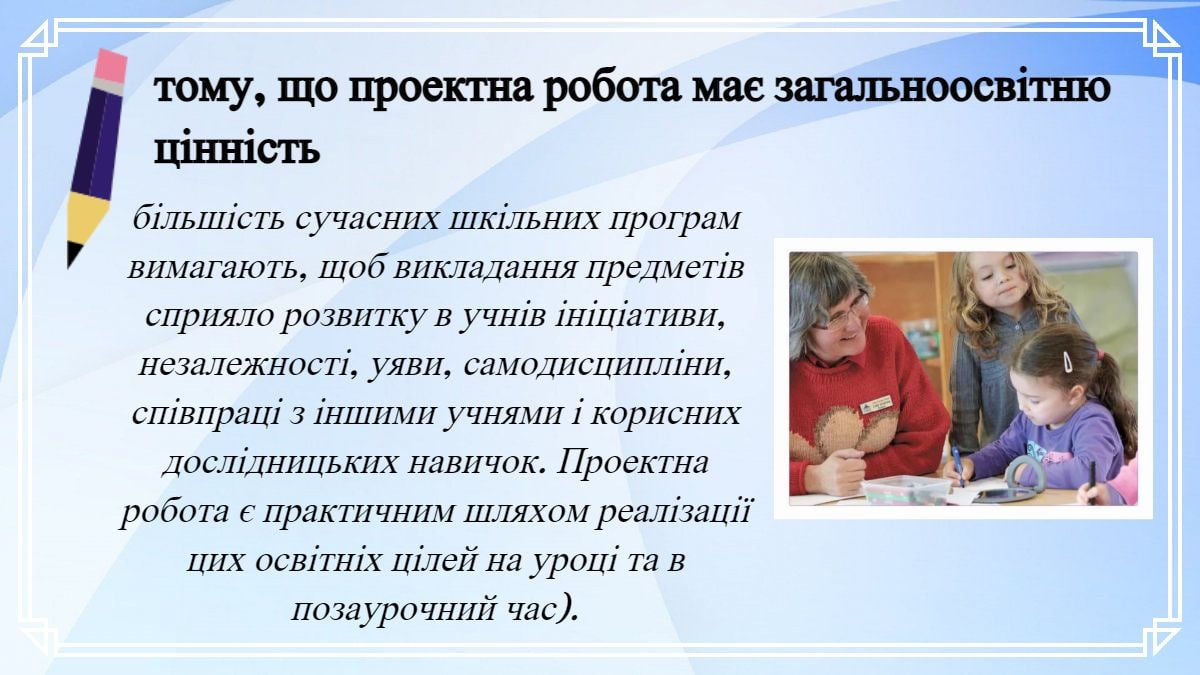 тому, що проектна робота має загальноосвітню
цінність
більшість сучасних шкільних програм
вимагають, щоб викладання предметів
сприяло розвитку в учнів ініціативи,
незалежності, уяви, самодисципліни,
співпраці з іншими учнями і корисних
дослідницьких навичок. Проектна
робота є практичним шляхом реалізації
цих освітніх цілей на уроці та в
позаурочний час).